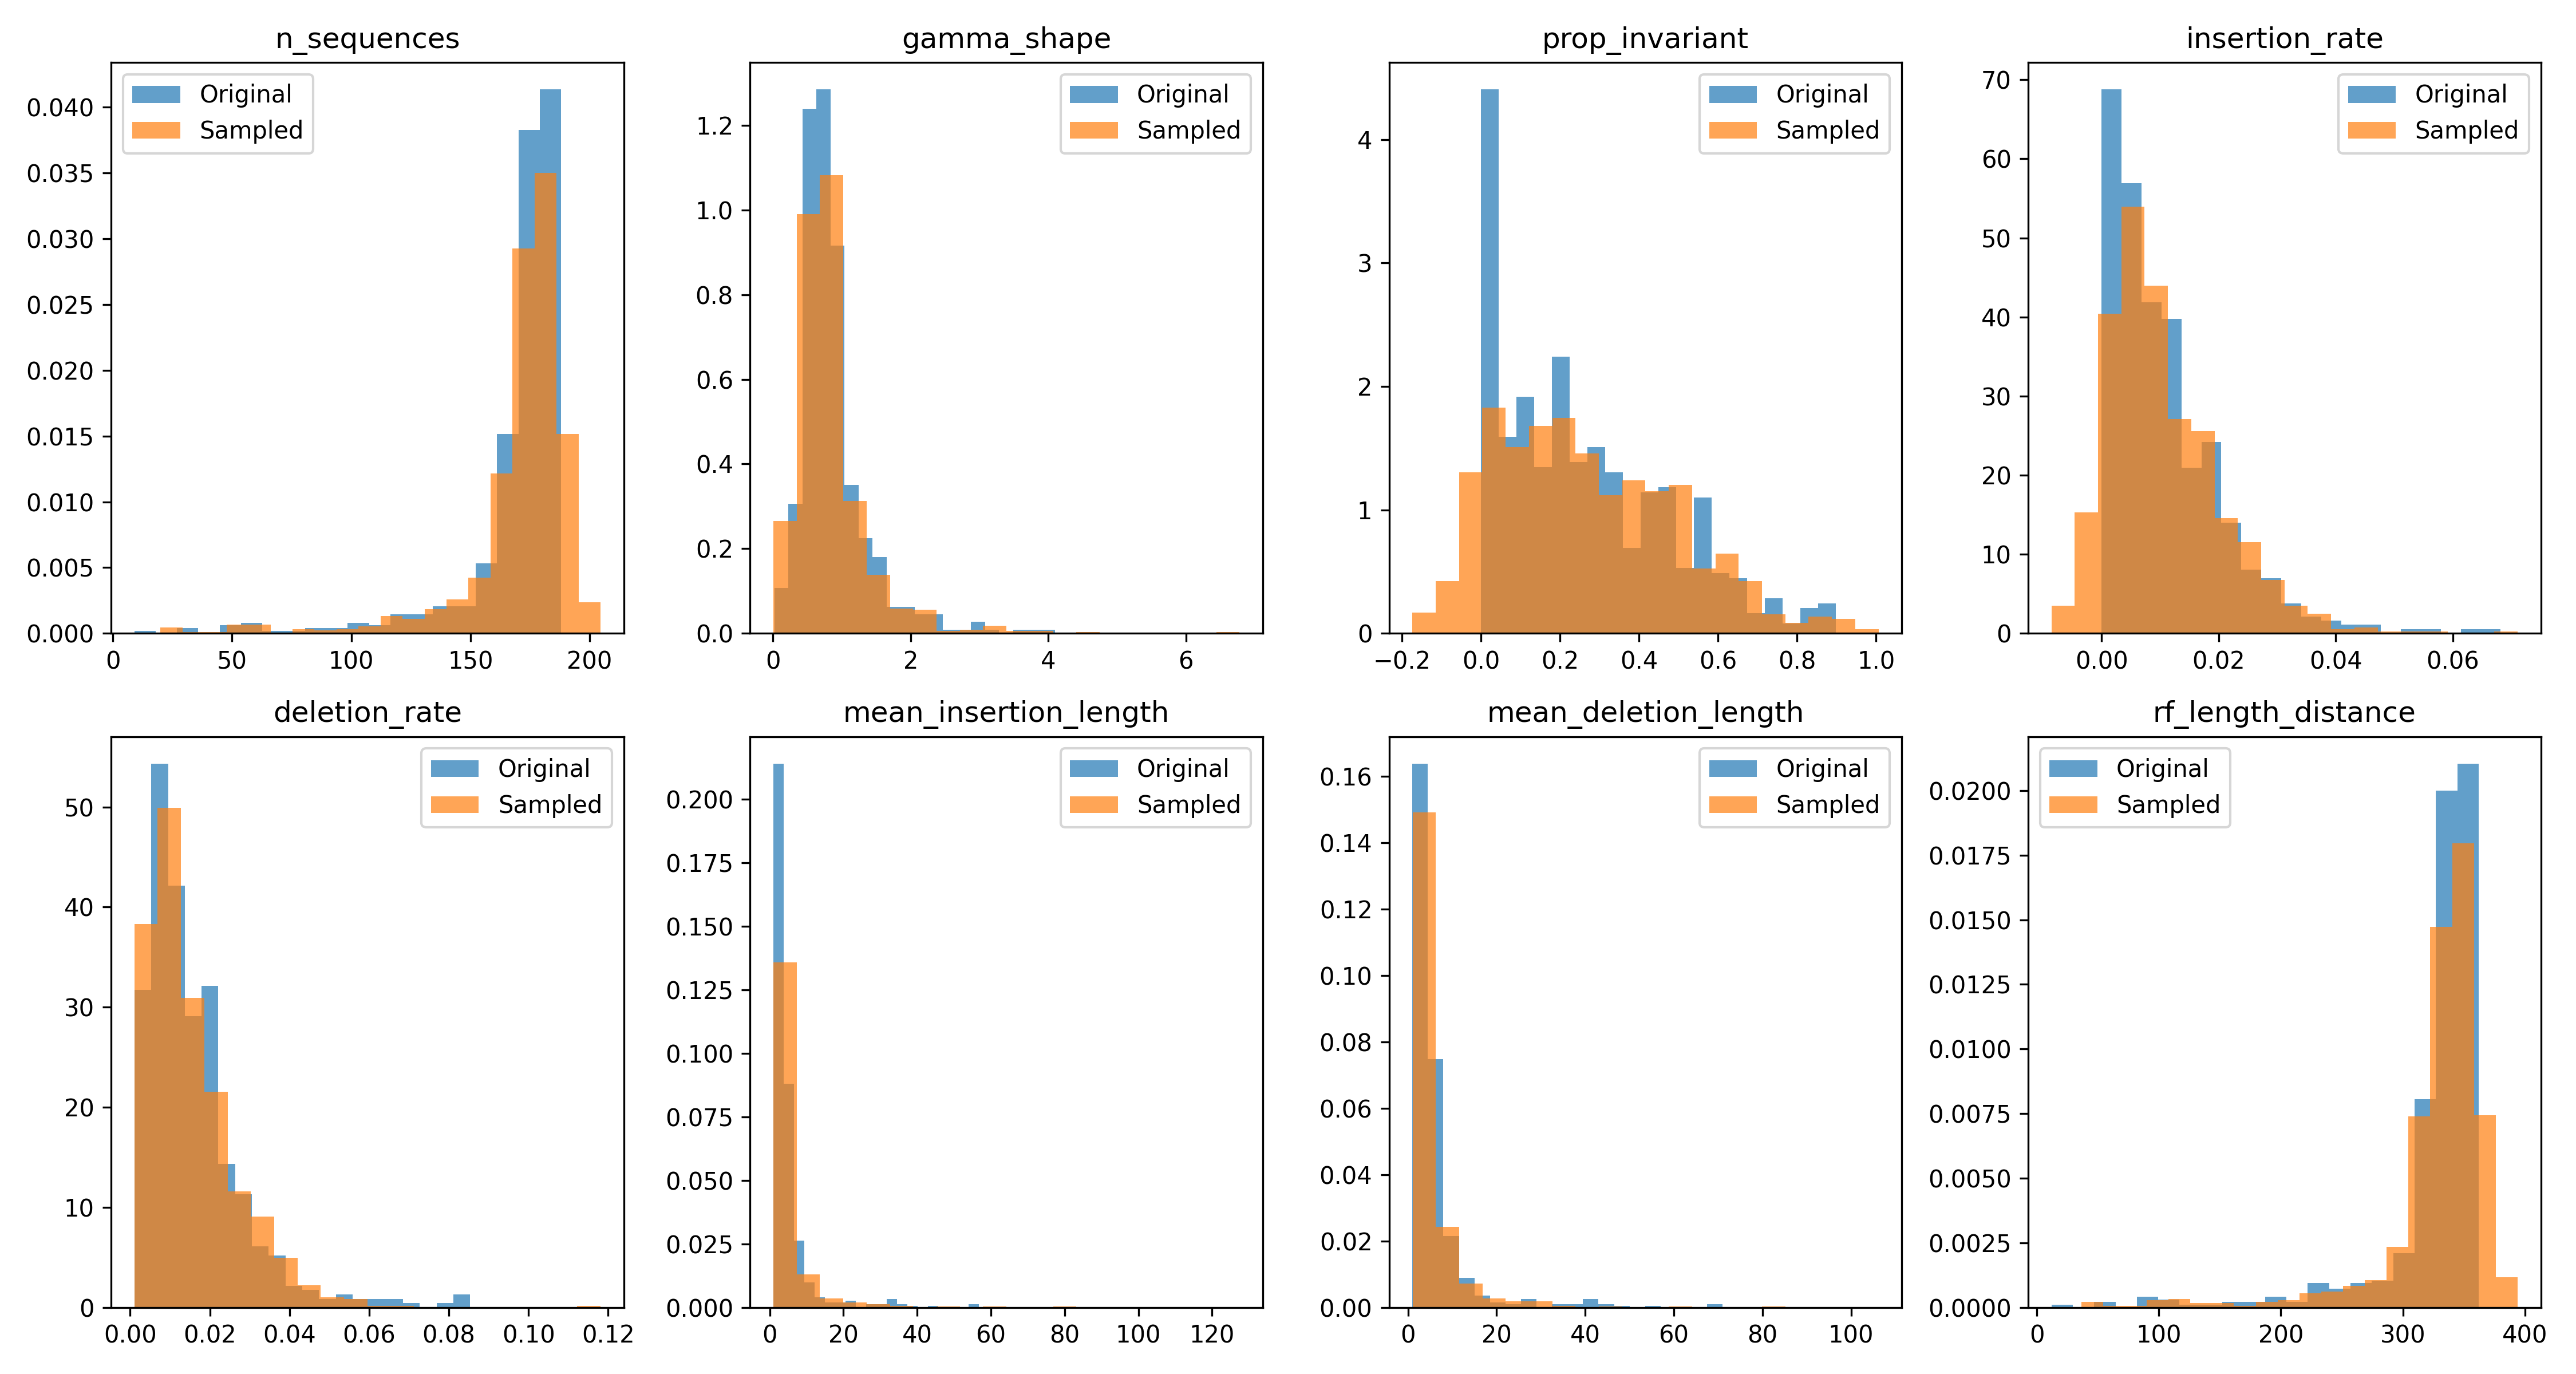 n_sequences
Original
Sampled
0.040
0.035
0.030
0.025
0.020
0.015
0.010
0.005
0.000
0 50 100 150 200
gamma_shape
Original
Sampled
1.2
1.0
0.8
0.6
0.4
0.2
0.0
0 2 4 6
prop_invariant
Original
Sampled
4
3
2
1
0
−0.2 0.0 0.2 0.4 0.6 0.8 1.0
insertion_rate
Original
Sampled
70
60
50
40
30
20
10
0
0.00 0.02 0.04 0.06
deletion_rate
Original
Sampled
50
40
30
20
10
0
0.00 0.02 0.04 0.06 0.08 0.10 0.12
mean_insertion_length
Original
Sampled
0.200
0.175
0.150
0.125
0.100
0.075
0.050
0.025
0.000
0 20 40 60 80 100 120
mean_deletion_length
Original
Sampled
0.16
0.14
0.12
0.10
0.08
0.06
0.04
0.02
0.00
0 20 40 60 80 100
rf_length_distance
Original
Sampled
0.0200
0.0175
0.0150
0.0125
0.0100
0.0075
0.0050
0.0025
0.0000
0 100 200 300 400